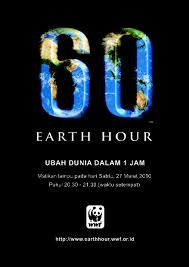 60
EARTH HOUR
UBAH DUNIA DALAM 1 JAM
Matikan lampu pada hari Sabtu, 27 Maret 2010
Pukul 20.30 - 21.30 (waktu setempat)
WWF
http://www.earthhour.wwf.or.id